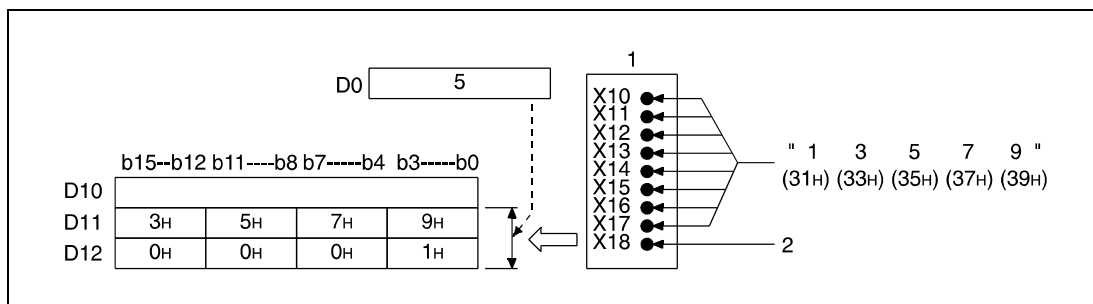 1
D0 5
X10
X11
X12
X13
X14
X15
X16
X17
X18
" 1 3 5 7 9 "
(31H) (33H) (35H) (37H) (39H)
2
b15--b12 b11----b8 b7-----b4 b3-----b0
D10
D11 3H 5H 7H 9H
D12 0H 0H 0H 1H